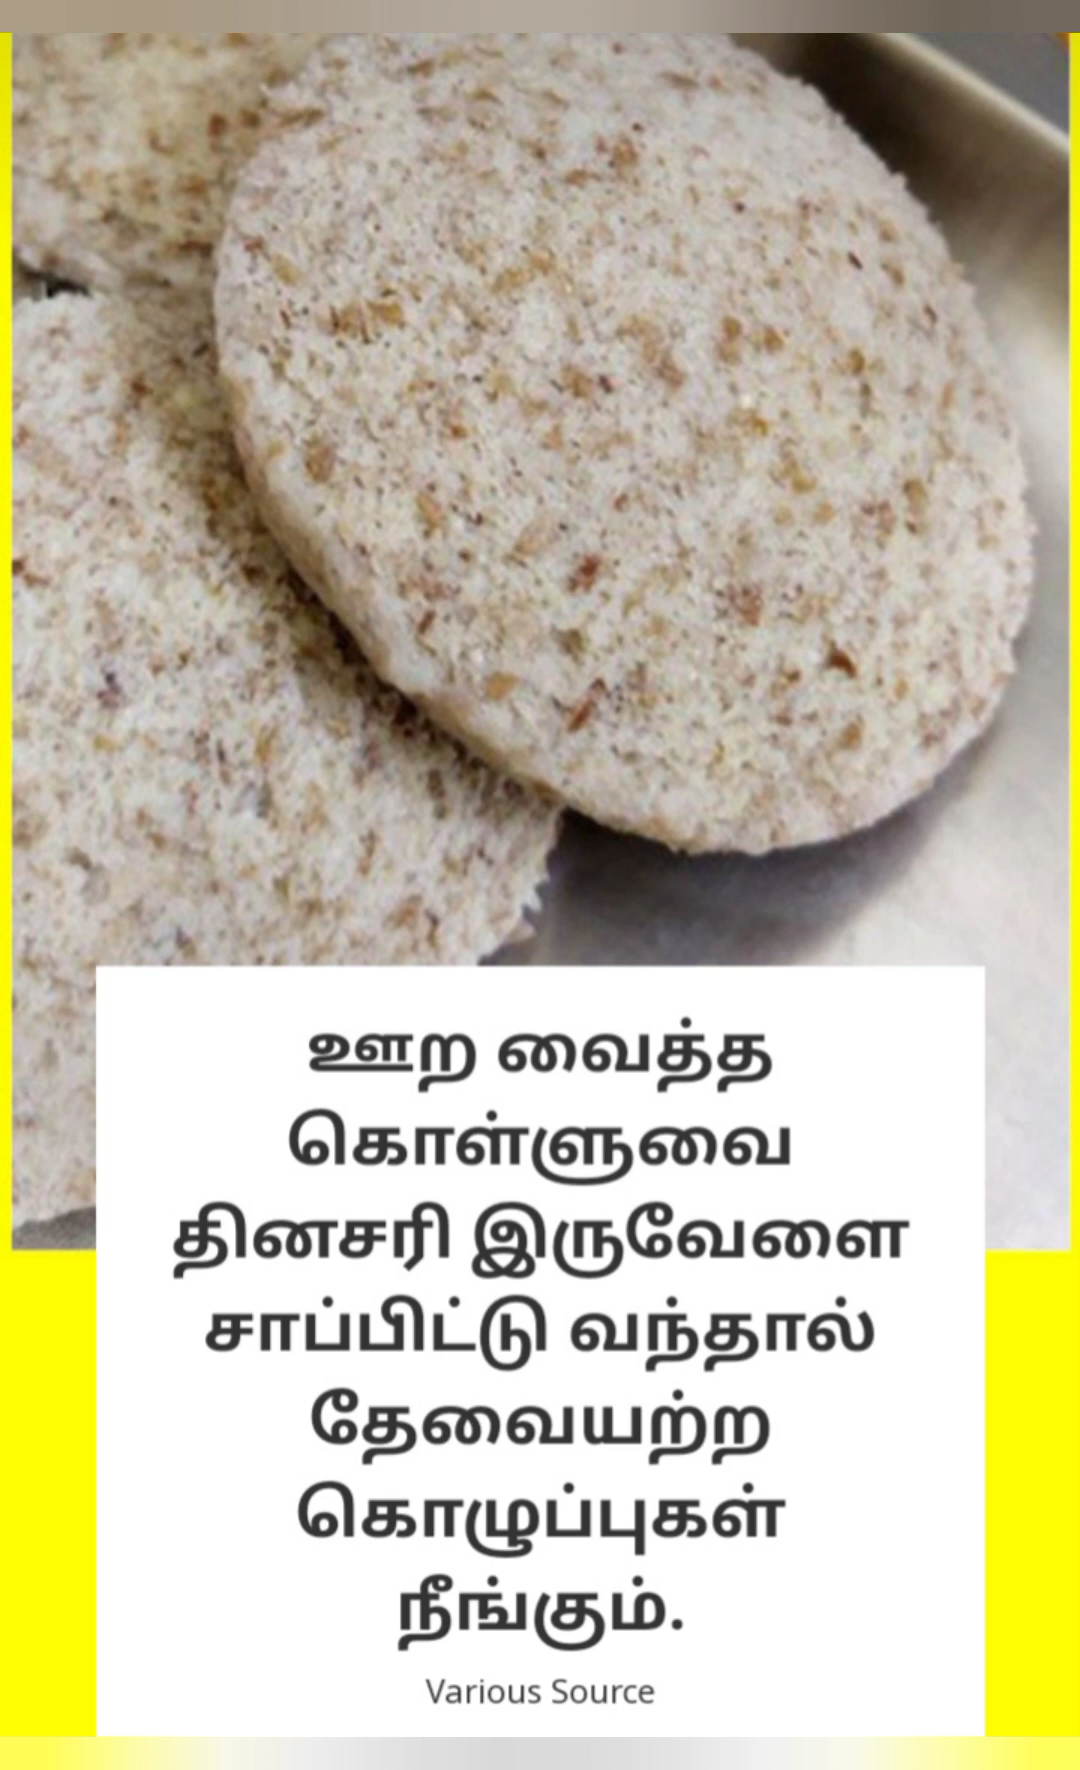 ஊற வைத்த
கொள்ளுவை
தினசரி இருவேளை
சாப்பிட்டு வந்தால்
தேவையற்ற
கொழுப்புகள்
நீங்கும்.
Various Source